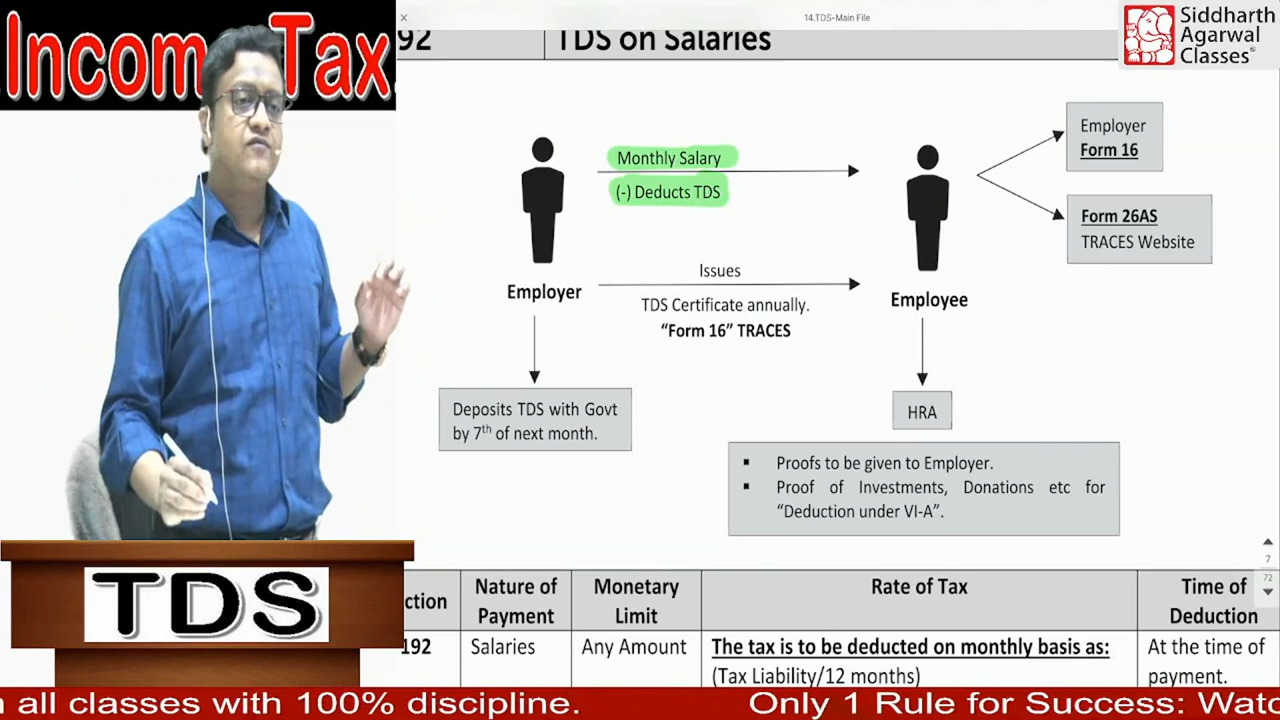 Income Tax
14.TDS-Main File
Siddharth
Agarwal
Classes
92
TDS on Salaries
Monthly Salary
(-) Deducts TDS
Employer
Form 16
Form 26AS
TRACES Website
Issues
Employer
TDS Certificate annually.
"Form 16" TRACES
Employee
Deposits TDS with Govt
by 7th of next month.
HRA
▪ Proofs to be given to Employer.
▪ Proof of Investments, Donations etc for
"Deduction under VI-A".
7
72
TDS
ction
Nature of
Payment
Monetary
Limit
Rate of Tax
Time of
Deduction
192
Salaries
Any Amount
The tax is to be deducted on monthly basis as:
(Tax Liability/12 months)
At the time of
payment.
all classes with 100% discipline.
Only 1 Rule for Success: